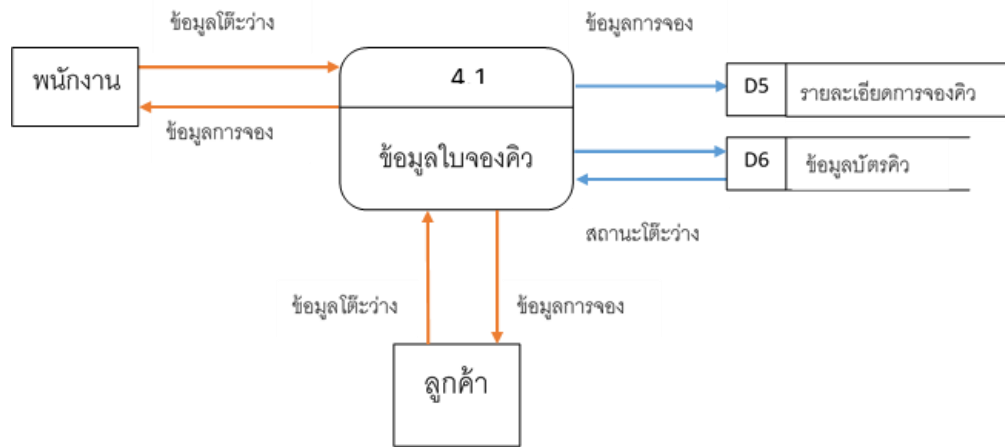 ข้อมูลโต๊ะว่าง
ข้อมูลการจอง
พนักงาน
4 1
D5 รายละเอียดการจองคิว
ข้อมูลการจอง
ข้อมูลใบจองคิว
D6 ข้อมูลบัตรคิว
สถานะโต๊ะว่าง
ข้อมูลโต๊ะว่าง
ข้อมูลการจอง
ลูกค้า